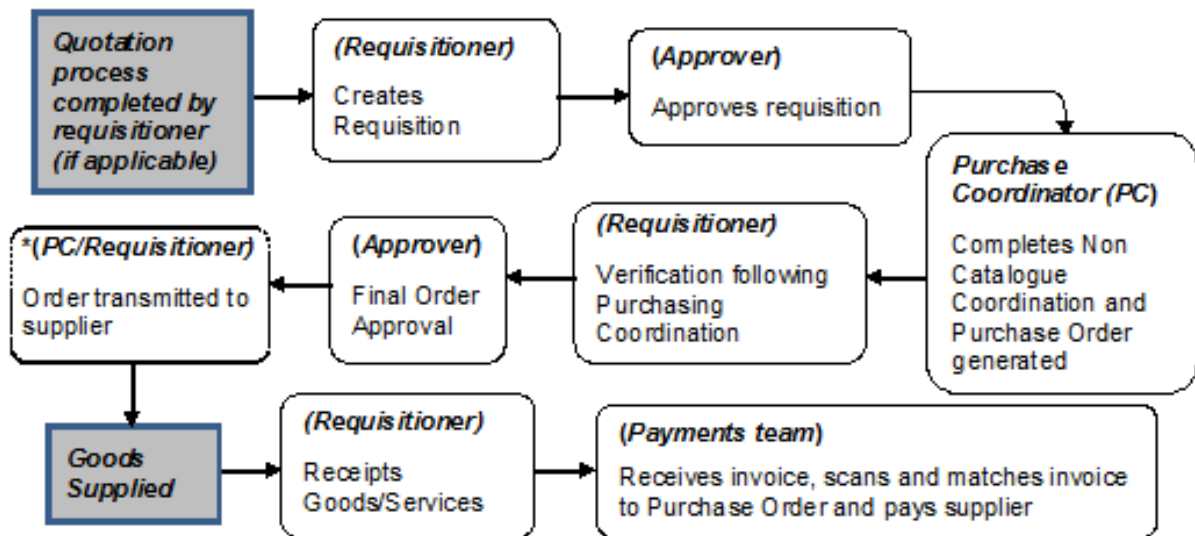 Quotation
process
completed by
requisitioner
(if applicable)
(Requisitioner)
Creates
Requisition
(Approver)
Approves requisition
Purchase
Coordinator (PC)
Completes Non
Catalogue
Coordination and
Purchase Order
generated
(Requisitioner)
Verification following
Purchasing
Coordination
(Approver)
Final Order
Approval
*(PC/Requisitioner)
Order transmitted to
supplier
Goods
Supplied
(Requisitioner)
Receipts
Goods/Services
(Payments team)
Receives invoice, scans and matches invoice
to Purchase Order and pays supplier